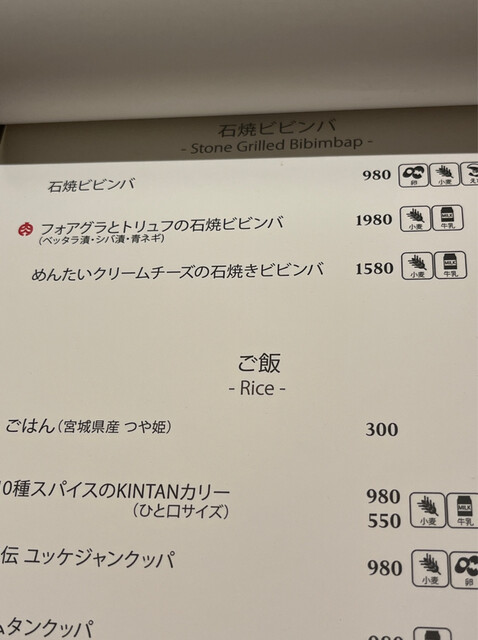 石焼ビビンバ
- Stone Grilled Bibimbap -
石焼ビビンバ 980 卵 小麦
フォアグラとトリュフの石焼ビビンバ 1980 小麦 牛乳
(ベッタラ漬・シバ漬・青ネギ)
めんたいクリームチーズの石焼きビビンバ 1580 小麦 牛乳
ご飯
- Rice -
ごはん(宮城県産 つや姫) 300
0種スパイスのKINTANカリー 980
(ひと口サイズ) 550 小麦 牛乳
伝 ユッケジャンクッパ 980 小麦 卵
タンクッパ